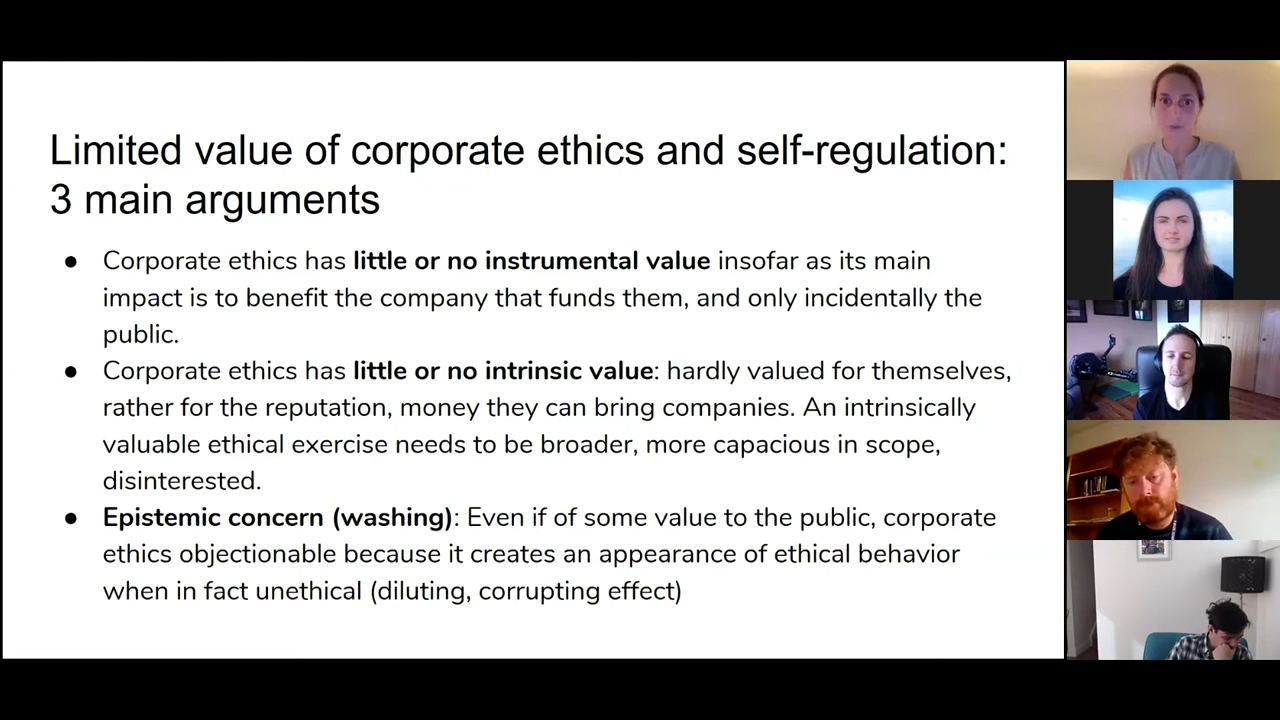 Limited value of corporate ethics and self-regulation:
3 main arguments
● Corporate ethics has little or no instrumental value insofar as its main
impact is to benefit the company that funds them, and only incidentally the
public.
● Corporate ethics has little or no intrinsic value: hardly valued for themselves,
rather for the reputation, money they can bring companies. An intrinsically
valuable ethical exercise needs to be broader, more capacious in scope,
disinterested.
● Epistemic concern (washing): Even if of some value to the public, corporate
ethics objectionable because it creates an appearance of ethical behavior
when in fact unethical (diluting, corrupting effect)